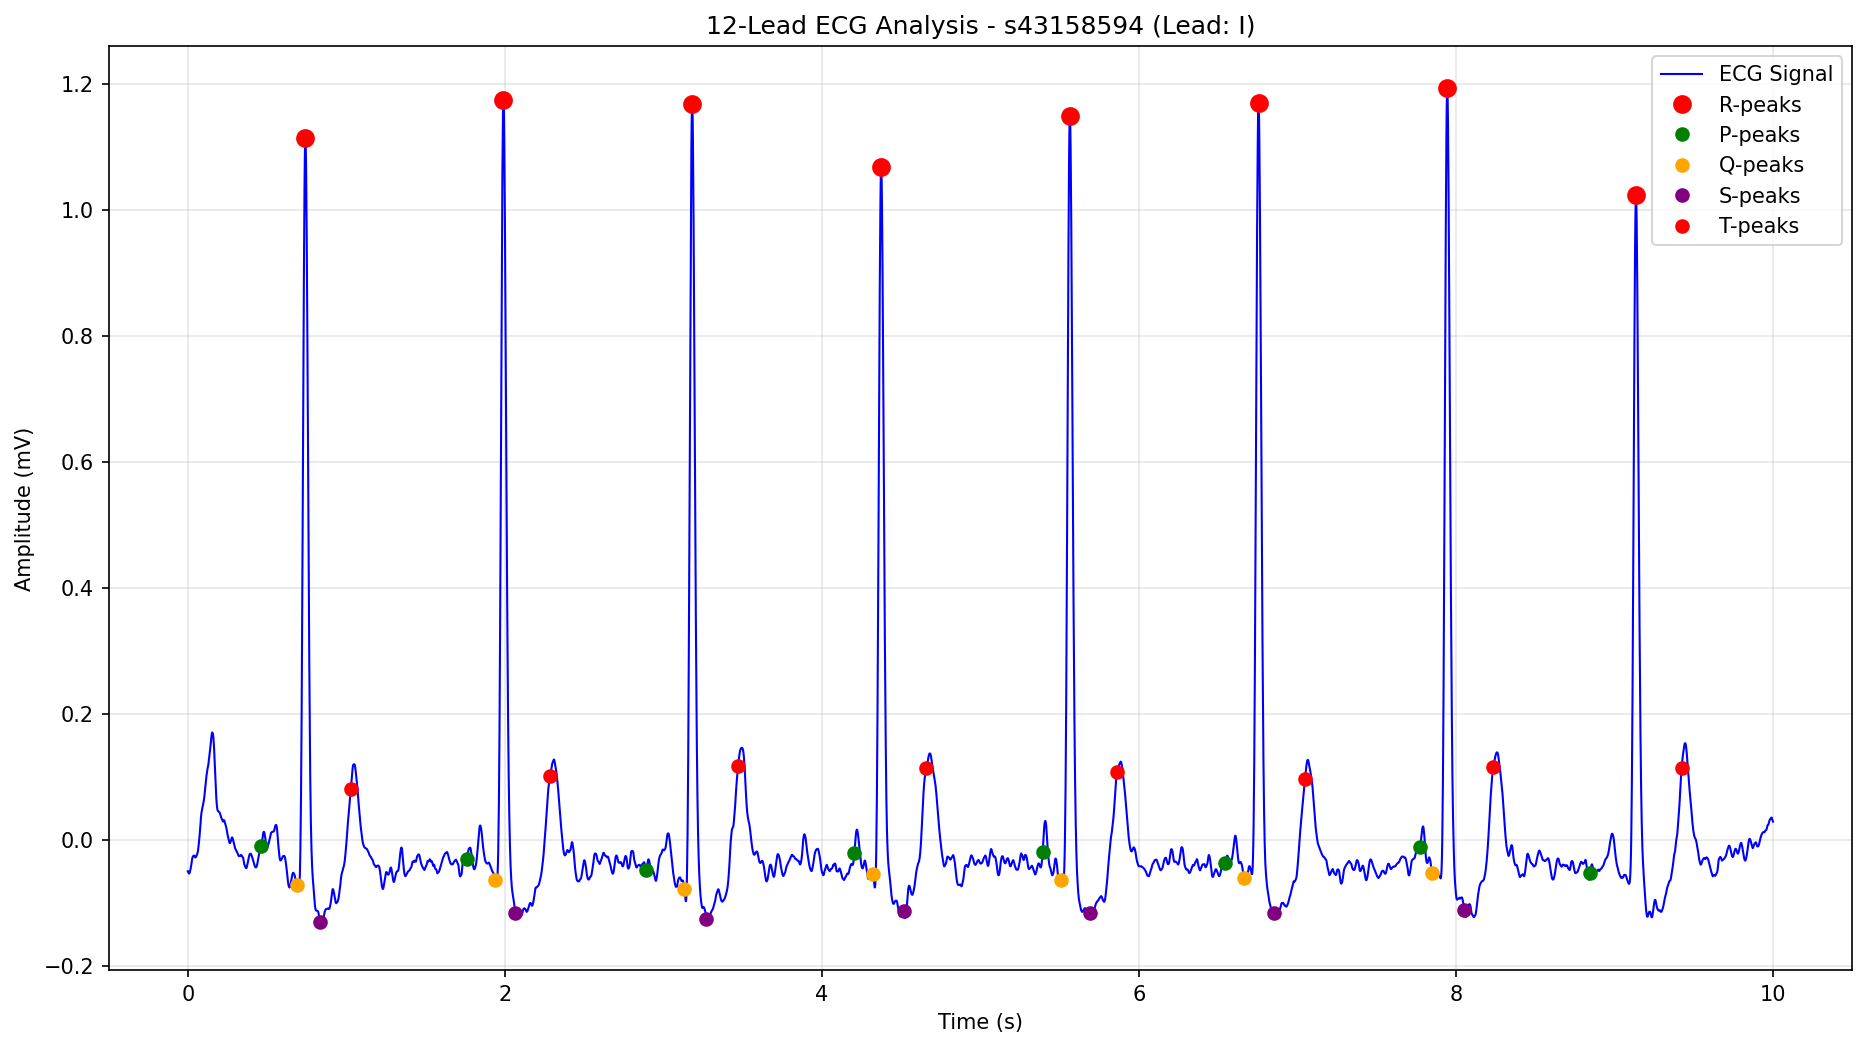 12-Lead ECG Analysis - s43158594 (Lead: I)
ECG Signal
R-peaks
P-peaks
Q-peaks
S-peaks
T-peaks
Amplitude (mV)
1.2
1.0
0.8
0.6
0.4
0.2
0.0
−0.2
0 2 4 6 8 10
Time (s)